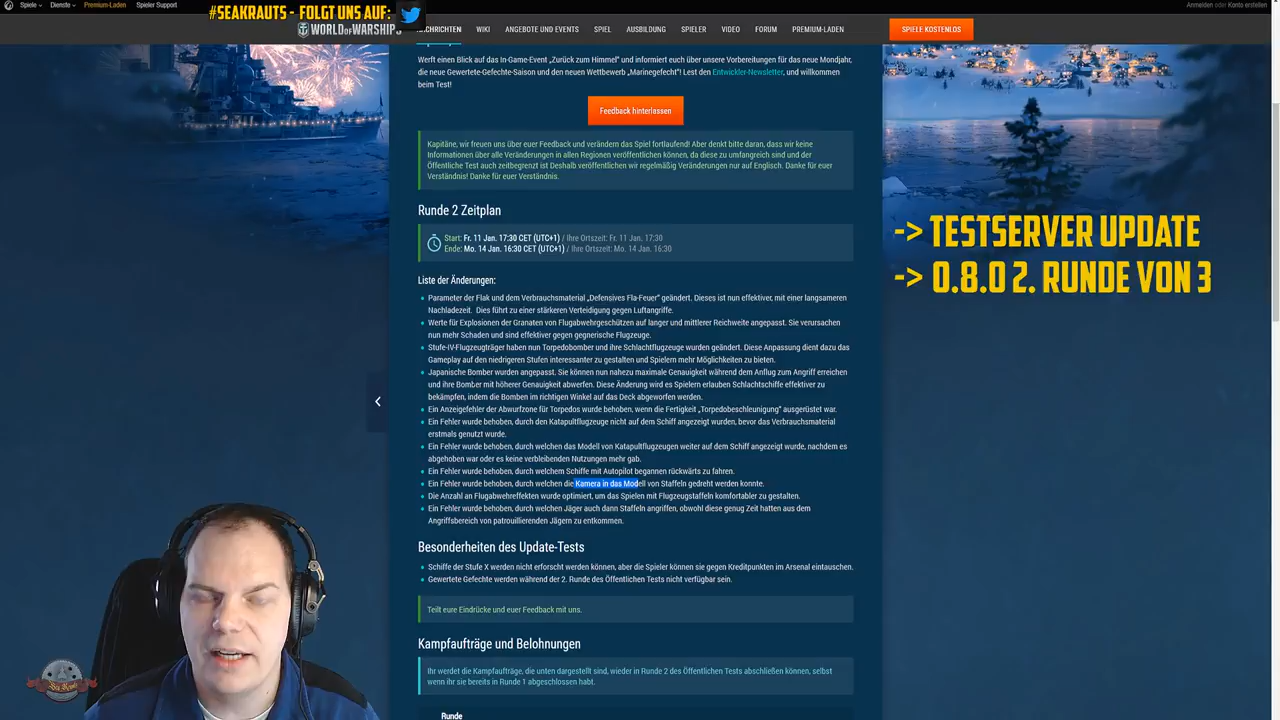 #SEAKRAUTS - FOLGT UNS AUF:
Spiele
Dienste
Premium-Laden
Spieler Support
Anmelden oder Konto erstellen
WORLD OF WARSHIPS
NACHRICHTEN
WIKI
ANGEBOTE UND EVENTS
SPIEL
AUSBILDUNG
SPIELER
VIDEO
FORUM
PREMIUM-LADEN
SPIELE KOSTENLOS
Werft einen Blick auf das In-Game-Event „Zurück zum Himmel“ und informiert euch über unsere Vorbereitungen für das neue Mondjahr,
die neue Gewertete-Gefechte-Saison und den neuen Wettbewerb „Marinegefecht“! Lest den Entwickler-Newsletter, und willkommen
beim Test!
Feedback hinterlassen
Kapitäne, wir freuen uns über euer Feedback und verändern das Spiel fortlaufend! Aber denkt bitte daran, dass wir keine
Informationen über alle Veränderungen in allen Regionen veröffentlichen können, da diese zu umfangreich sind und der
Öffentliche Test auch zeitbegrenzt ist Deshalb veröffentlichen wir regelmäßig Veränderungen nur auf Englisch. Danke für euer
Verständnis! Danke für euer Verständnis.
Runde 2 Zeitplan
Start: Fr. 11 Jan. 17:30 CET (UTC+1) / Ihre Ortszeit: Fr. 11 Jan. 17:30
Ende: Mo. 14 Jan. 16:30 CET (UTC+1) / Ihre Ortszeit: Mo. 14 Jan. 16:30
-> TESTSERVER UPDATE
-> 0.8.0 2. RUNDE VON 3
Liste der Änderungen:
Parameter der Flak und dem Verbrauchsmaterial „Defensives Fla-Feuer“ geändert. Dieses ist nun effektiver, mit einer langsameren
Nachladezeit. Dies führt zu einer stärkeren Verteidigung gegen Luftangriffe.
Werte für Explosionen der Granaten von Flugabwehrgeschützen auf langer und mittlerer Reichweite angepasst. Sie verursachen
nun mehr Schaden und sind effektiver gegen gegnerische Flugzeuge.
Stufe-IV-Flugzeugträger haben nun Torpedobomber und ihre Schlachtflugzeuge wurden geändert. Diese Anpassung dient dazu das
Gameplay auf den niedrigeren Stufen interessanter zu gestalten und Spielern mehr Möglichkeiten zu bieten.
Japanische Bomber wurden angepasst. Sie können nun nahezu maximale Genauigkeit während dem Anflug zum Angriff erreichen
und ihre Bomber mit höherer Genauigkeit abwerfen. Diese Änderung wird es Spielern erlauben Schlachtschiffe effektiver zu
bekämpfen, indem die Bomben im richtigen Winkel auf das Deck abgeworfen werden.
Ein Anzeigefehler der Abwurfzone für Torpedos wurde behoben, wenn die Fertigkeit „Torpedobeschleunigung“ ausgerüstet war.
Ein Fehler wurde behoben, durch den Katapultflugzeuge nicht auf dem Schiff angezeigt wurden, bevor das Verbrauchsmaterial
erstmals genutzt wurde.
Ein Fehler wurde behoben, durch welchen das Modell von Katapultflugzeugen weiter auf dem Schiff angezeigt wurde, nachdem es
abgehoben war oder es keine verbleibenden Nutzungen mehr gab.
Ein Fehler wurde behoben, durch welchem Schiffe mit Autopilot begannen rückwärts zu fahren.
Ein Fehler wurde behoben, durch welchen die Kamera in das Modell von Staffeln gedreht werden konnte.
Die Anzahl an Flugabwehreffekten wurde optimiert, um das Spielen mit Flugzeugstaffeln komfortabler zu gestalten.
Ein Fehler wurde behoben, durch welchen Jäger auch dann Staffeln angriffen, obwohl diese genug Zeit hatten aus dem
Angriffsbereich von patrouillierenden Jägern zu entkommen.
Besonderheiten des Update-Tests
Schiffe der Stufe X werden nicht erforscht werden können, aber die Spieler können sie gegen Kreditpunkten im Arsenal eintauschen.
Gewertete Gefechte werden während der 2. Runde des Öffentlichen Tests nicht verfügbar sein.
Teilt eure Eindrücke und euer Feedback mit uns.
Kampfaufträge und Belohnungen
Ihr werdet die Kampfaufträge, die unten dargestellt sind, wieder in Runde 2 des Öffentlichen Tests abschließen können, selbst
wenn ihr sie bereits in Runde 1 abgeschlossen habt.
Runde